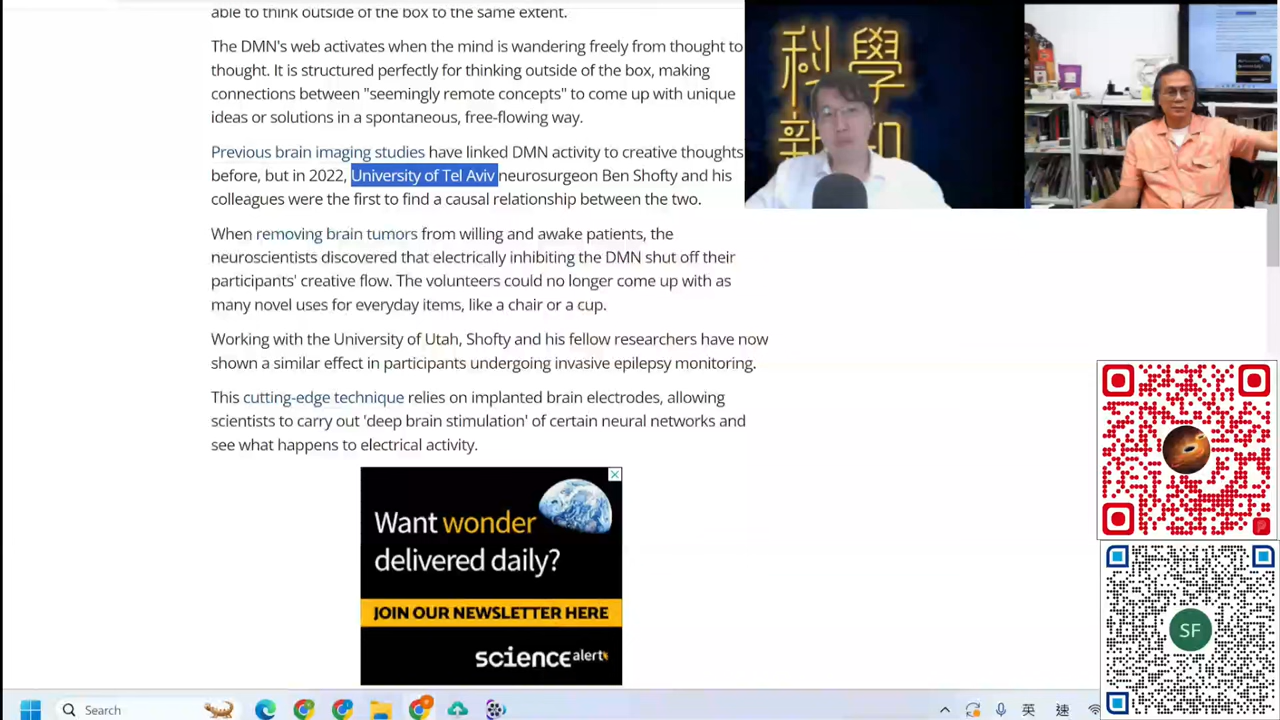 able to think outside of the box to the same extent.
The DMN's web activates when the mind is wandering freely from thought to
thought. It is structured perfectly for thinking outside of the box, making
connections between "seemingly remote concepts" to come up with unique
ideas or solutions in a spontaneous, free-flowing way.
Previous brain imaging studies have linked DMN activity to creative thoughts
before, but in 2022, University of Tel Aviv neurosurgeon Ben Shofty and his
colleagues were the first to find a causal relationship between the two.
When removing brain tumors from willing and awake patients, the
neuroscientists discovered that electrically inhibiting the DMN shut off their
participants' creative flow. The volunteers could no longer come up with as
many novel uses for everyday items, like a chair or a cup.
Working with the University of Utah, Shofty and his fellow researchers have now
shown a similar effect in participants undergoing invasive epilepsy monitoring.
This cutting-edge technique relies on implanted brain electrodes, allowing
scientists to carry out 'deep brain stimulation' of certain neural networks and
see what happens to electrical activity.
Want wonder
delivered daily?
JOIN OUR NEWSLETTER HERE
sciencealert
科學
新知
SF
Search
英
速